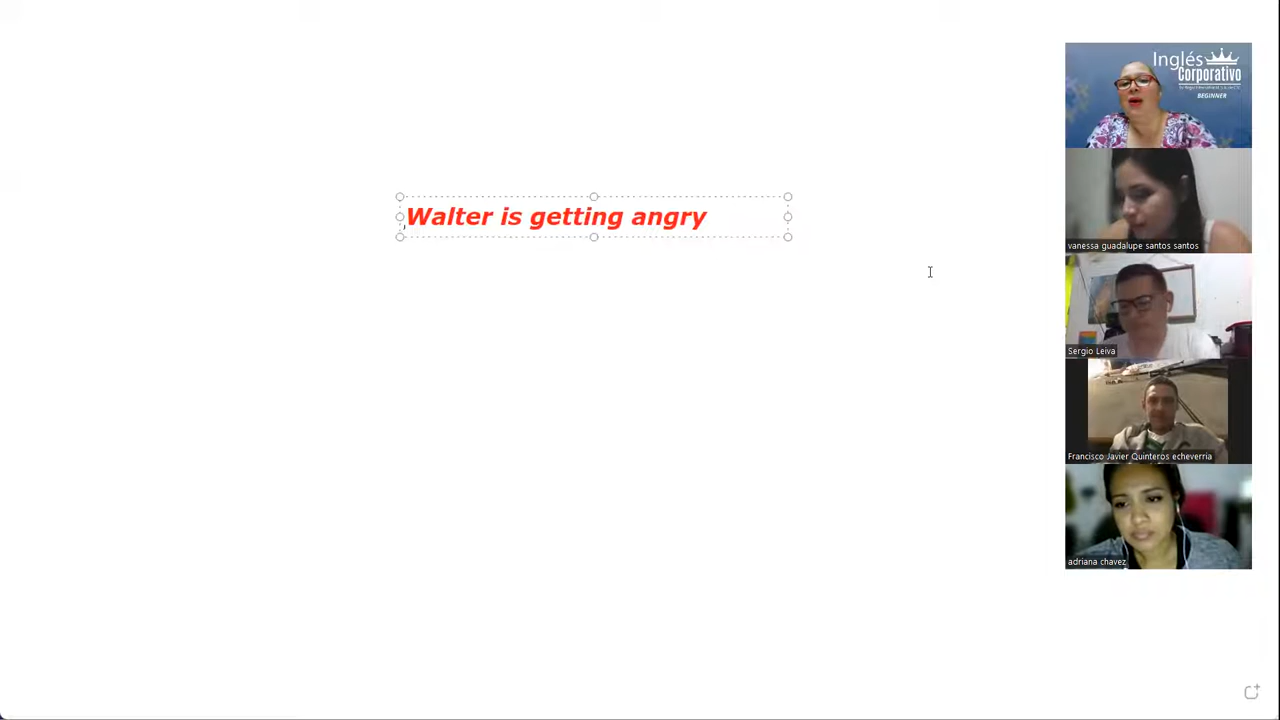 Walter is getting angry
Inglés
Corporativo
BEGINNER
vanessa guadalupe santos santos
Sergio Leiva
Francisco Javier Quinteros echeverria
adriana chavez